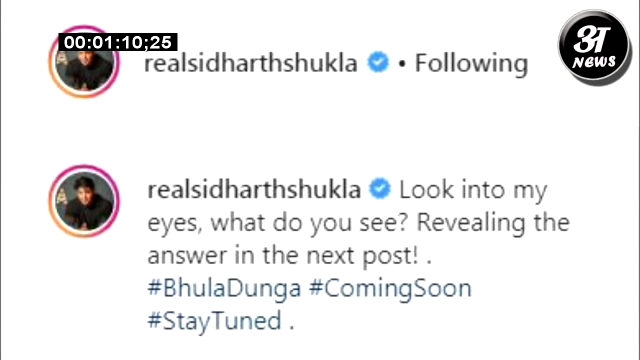 00:01:10;25
realsidharthshukla • Following
अT
NEWS
realsidharthshukla Look into my
eyes, what do you see? Revealing the
answer in the next post! .
#BhulaDunga #ComingSoon
#StayTuned .